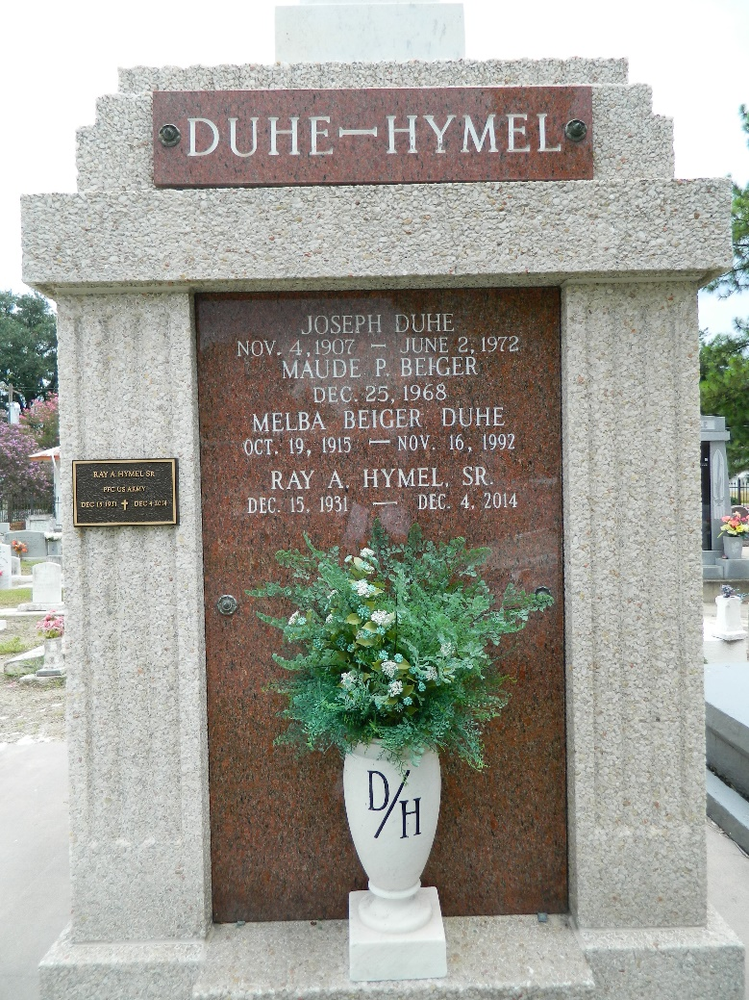 DUHE—HYMEL
JOSEPH DUHE
NOV. 4, 1907 — JUNE 2, 1972
MAUDE P. BEIGER
DEC. 25, 1968
MELBA BEIGER DUHE
OCT. 19, 1915 — NOV. 16, 1992
RAY A. HYMEL, SR.
DEC. 15, 1931 — DEC. 4, 2014
RAY A. HYMEL SR
PFC US ARMY
DEC 15 1931 ✝ DEC 4 2014
D/H